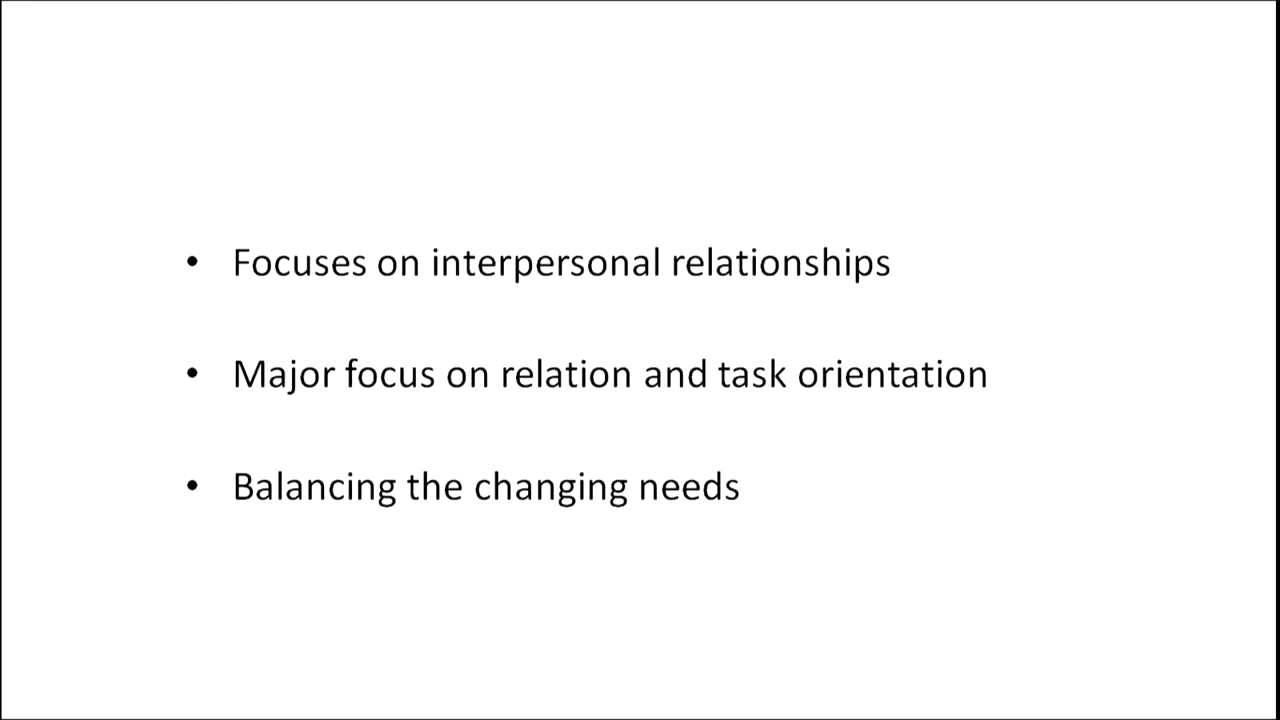 • Focuses on interpersonal relationships
• Major focus on relation and task orientation
• Balancing the changing needs